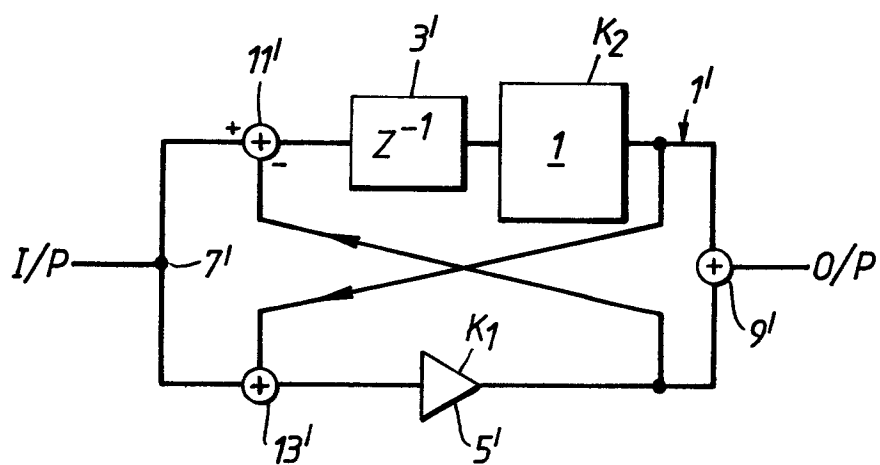 11'
3'
K2
1'
+
+
-
Z⁻¹
1
I/P
7'
+
O/P
9'
K1
+
13'
5'